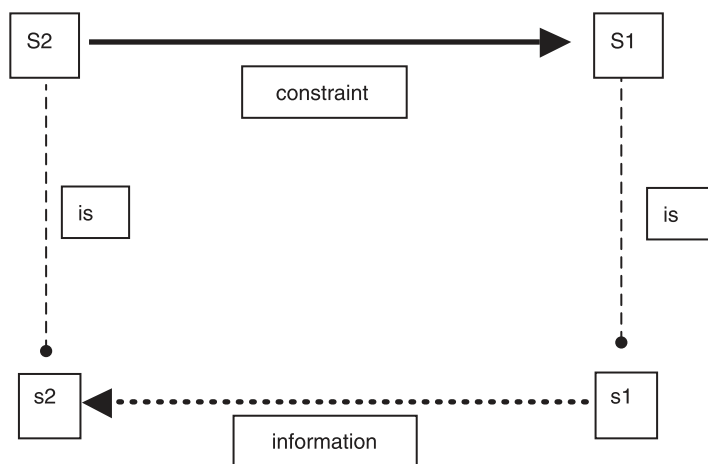 S2
S1
constraint
is
is
s2
s1
information